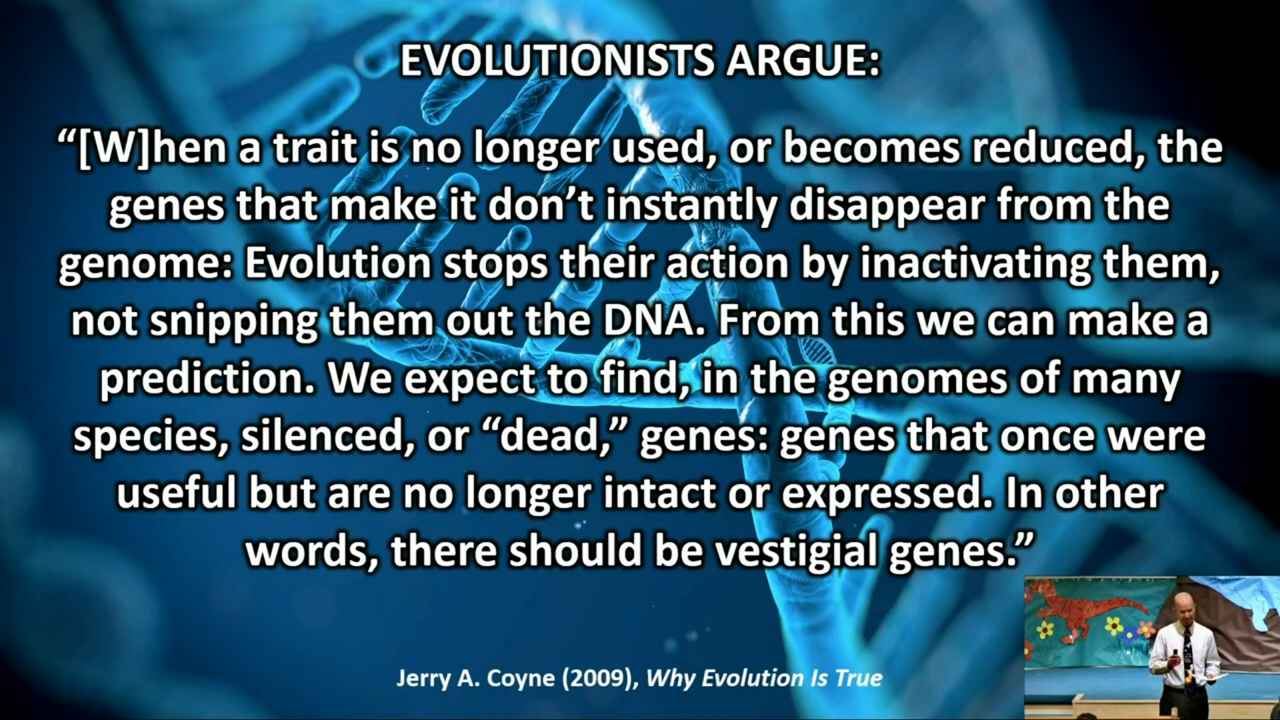 EVOLUTIONISTS ARGUE:
“[W]hen a trait is no longer used, or becomes reduced, the
genes that make it don’t instantly disappear from the
genome: Evolution stops their action by inactivating them,
not snipping them out the DNA. From this we can make a
prediction. We expect to find, in the genomes of many
species, silenced, or “dead,” genes: genes that once were
useful but are no longer intact or expressed. In other
words, there should be vestigial genes.”
Jerry A. Coyne (2009), Why Evolution Is True